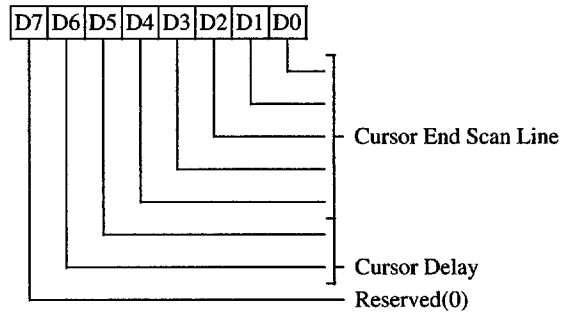 D7 D6 D5 D4 D3 D2 D1 D0
Cursor End Scan Line
Cursor Delay
Reserved(0)